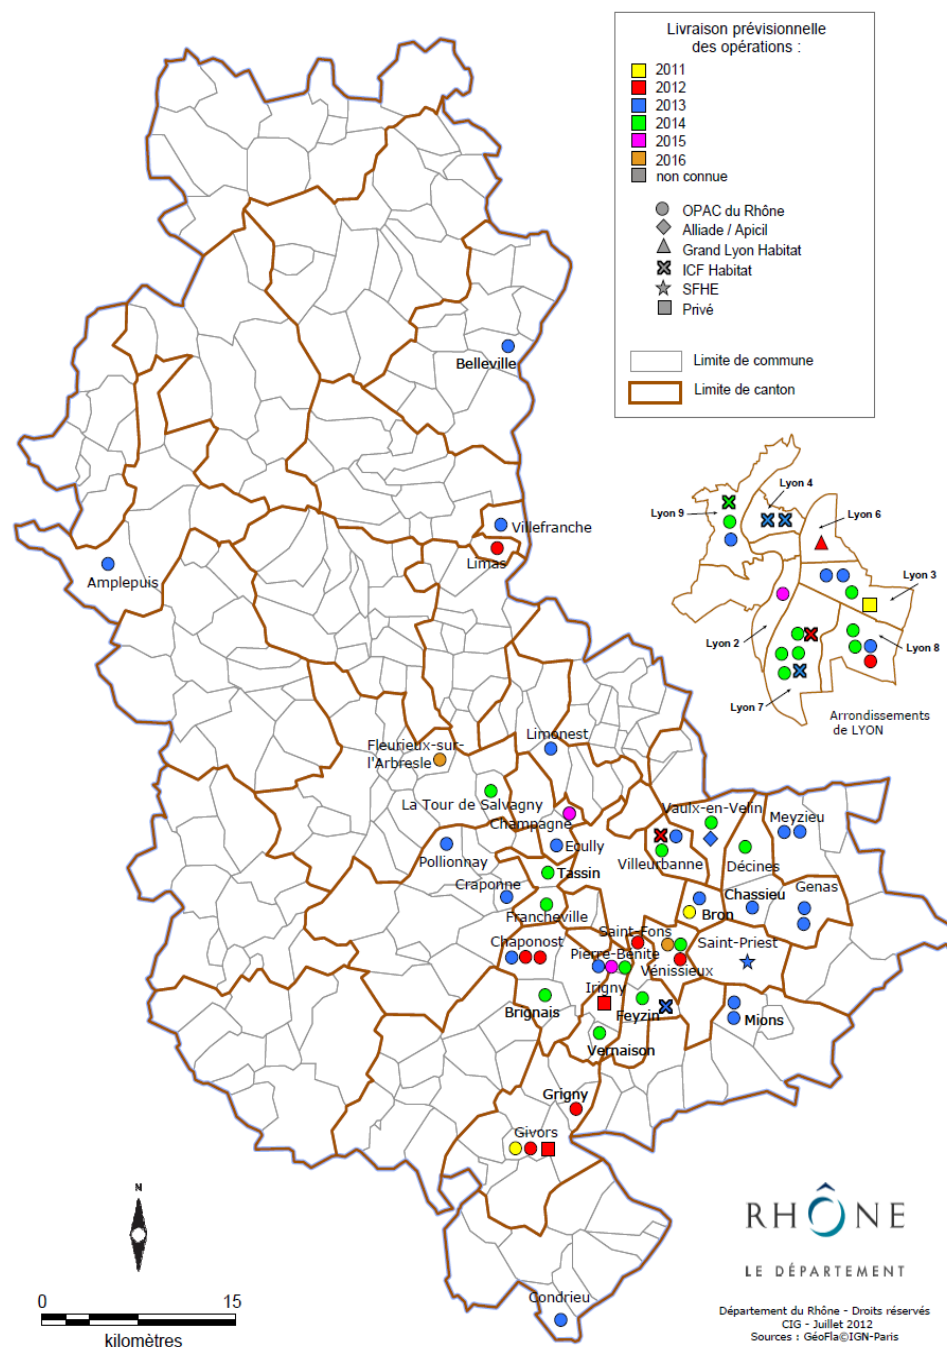 Livraison prévisionnelle
des opérations :
2011
2012
2013
2014
2015
2016
non connue
OPAC du Rhône
Alliade / Apicil
Grand Lyon Habitat
ICF Habitat
SFHE
Privé
Limite de commune
Limite de canton
Belleville
Lyon 4
Lyon 9
Lyon 6
Villefranche
Limas
Amplepuis
Lyon 3
Lyon 2
Lyon 8
Lyon 7
Arrondissements
de LYON
Limonest
Fleurieux-sur-
l'Arbresle
La Tour de Salvagny
Champagne
Vaulx-en-Velin
Meyzieu
Ecully
Pollionnay
Villeurbanne
Décines
Tassin
Craponne
Chassieu
Genas
Francheville
Bron
Saint-Fons
Chaponost
Pierre-Bénite
Saint-Priest
Vénissieux
Irigny
Brignais
Feyzin
Mions
Vernaison
Grigny
Givors
N
RHÔNE
LE DÉPARTEMENT
0 15
kilomètres
Condrieu
Département du Rhône - Droits réservés
CIG - Juillet 2012
Sources : GéoFla©IGN-Paris